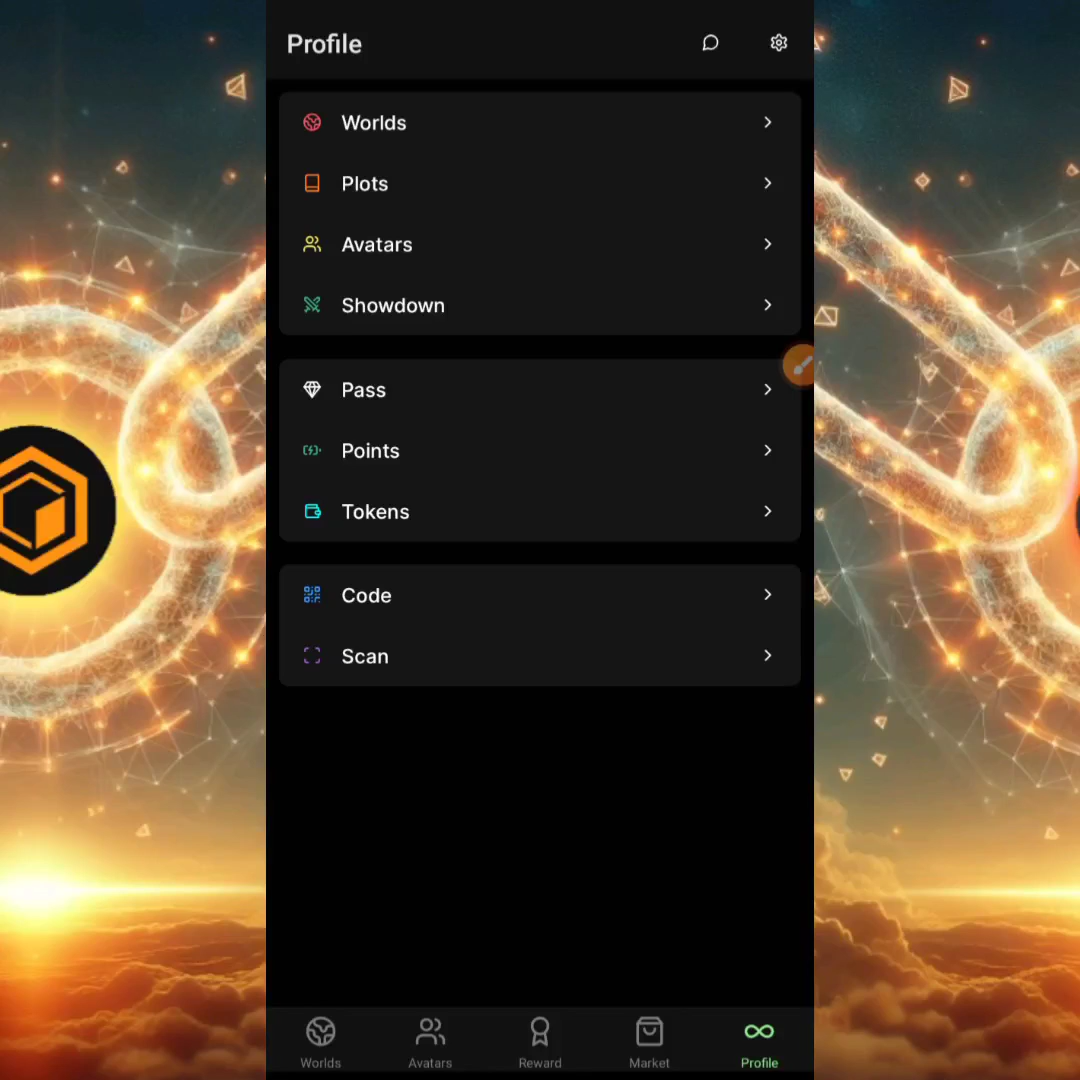 Profile
Worlds
Plots
Avatars
Showdown
Pass
Points
Tokens
Code
Scan
Worlds
Avatars
Reward
Market
Profile